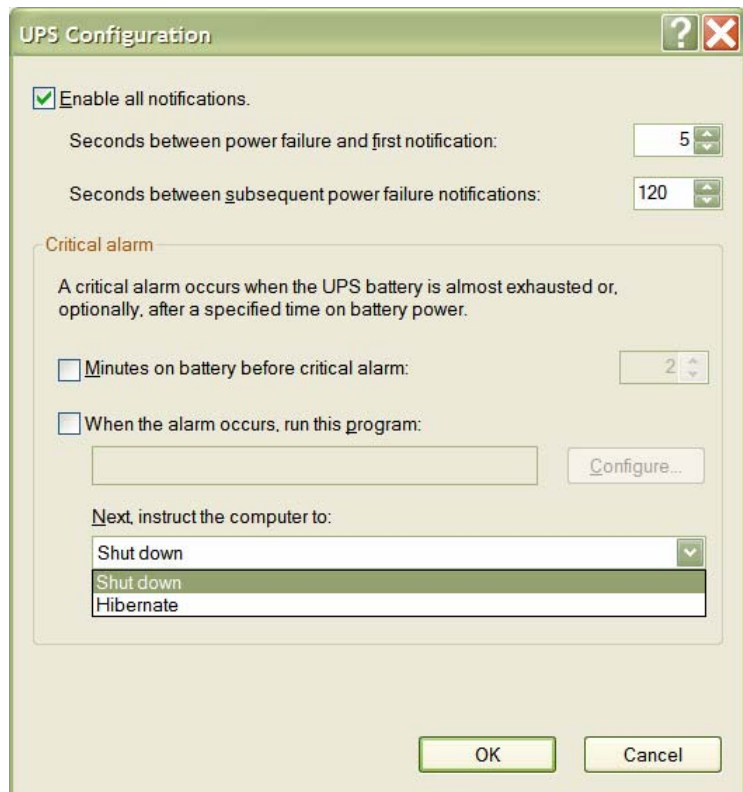 UPS Configuration
Enable all notifications.
Seconds between power failure and first notification: 5
Seconds between subsequent power failure notifications: 120
Critical alarm
A critical alarm occurs when the UPS battery is almost exhausted or,
optionally, after a specified time on battery power.
Minutes on battery before critical alarm: 2
When the alarm occurs, run this program:
Configure...
Next, instruct the computer to:
Shut down
Shut down
Hibernate
OK Cancel